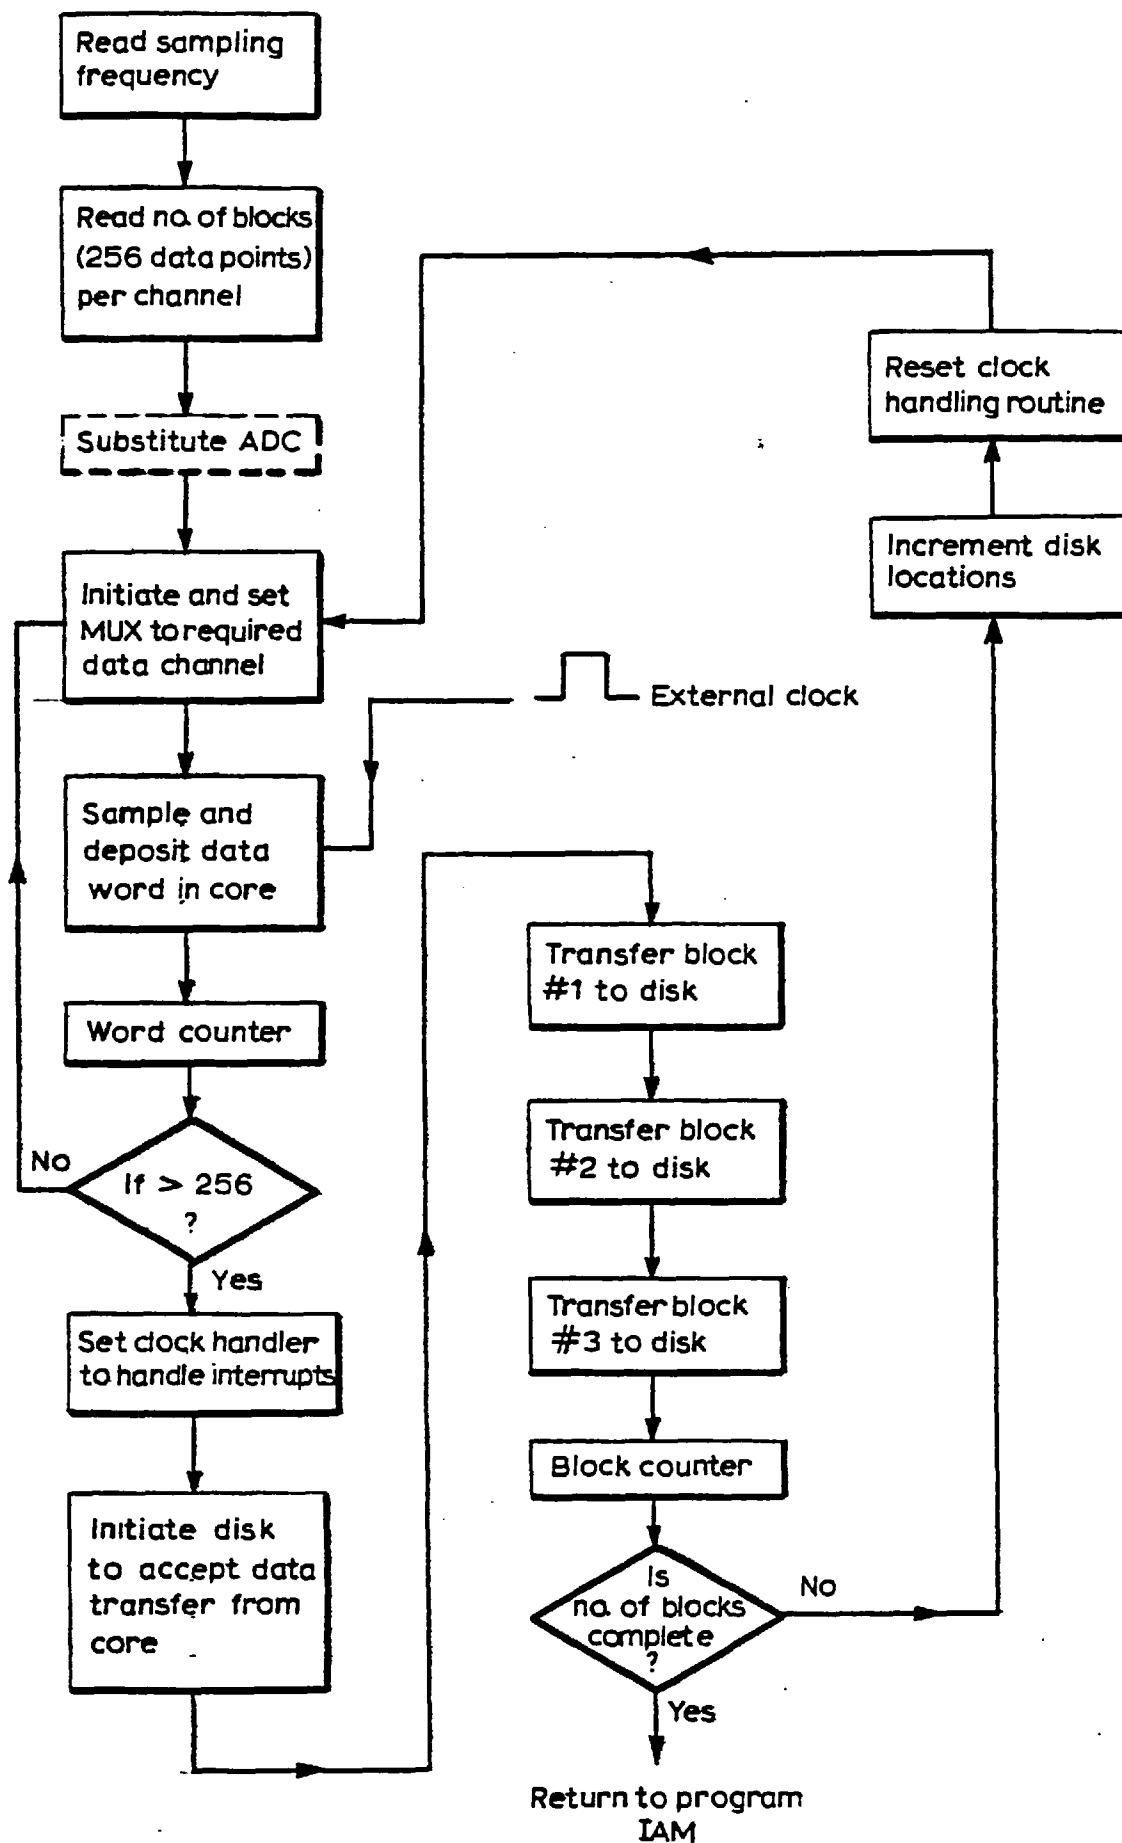 Read sampling
frequency
Read no. of blocks
(256 data points)
per channel
Substitute ADC
Initiate and set
MUX to required
data channel
Sample and
deposit data
word in core
Word counter
If > 256
?
No
Yes
Set clock handler
to handle interrupts
Initiate disk
to accept data
transfer from
core
External clock
Transfer block
#1 to disk
Transfer block
#2 to disk
Transfer block
#3 to disk
Block counter
Is
no. of blocks
complete
?
No
Yes
Return to program
IAM
Increment disk
locations
Reset clock
handling routine